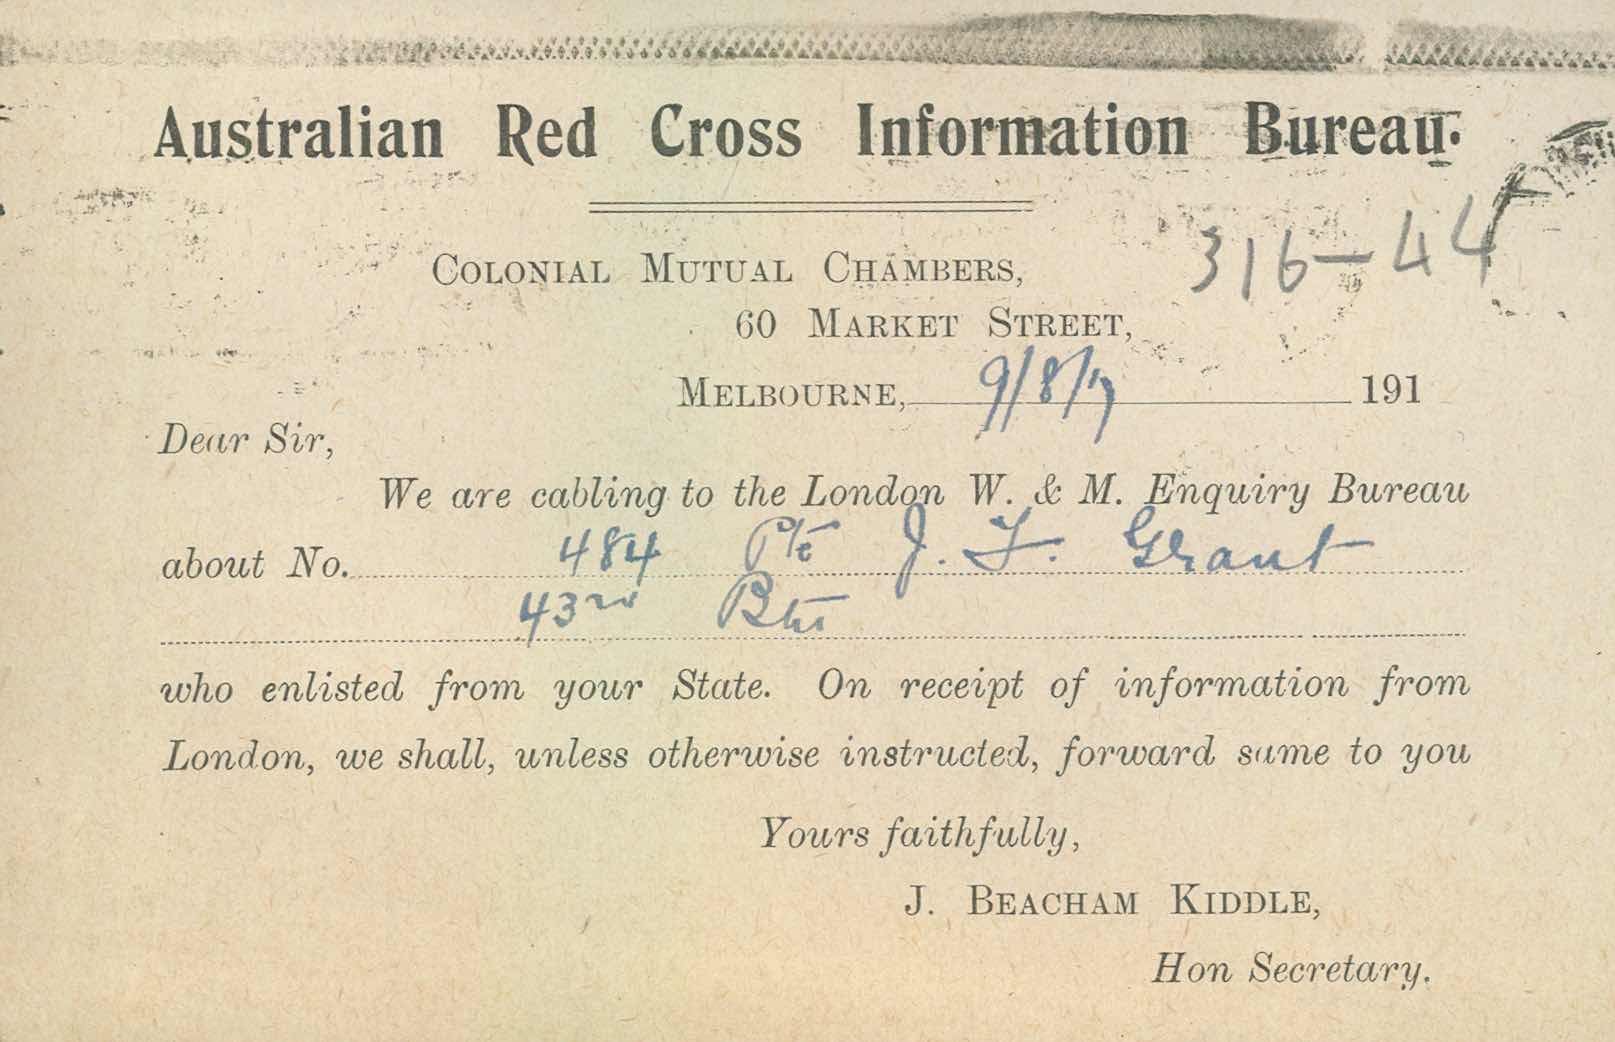 Australian Red Cross Information Bureau.
COLONIAL MUTUAL CHAMBERS,
316-44
60 MARKET STREET,
MELBOURNE, 9/8/17 191
Dear Sir,
We are cabling to the London W. & M. Enquiry Bureau
about No. 484 Pte J. F. Grant
43rd Btn
who enlisted from your State. On receipt of information from
London, we shall, unless otherwise instructed, forward same to you
Yours faithfully,
J. BEACHAM KIDDLE,
Hon Secretary.